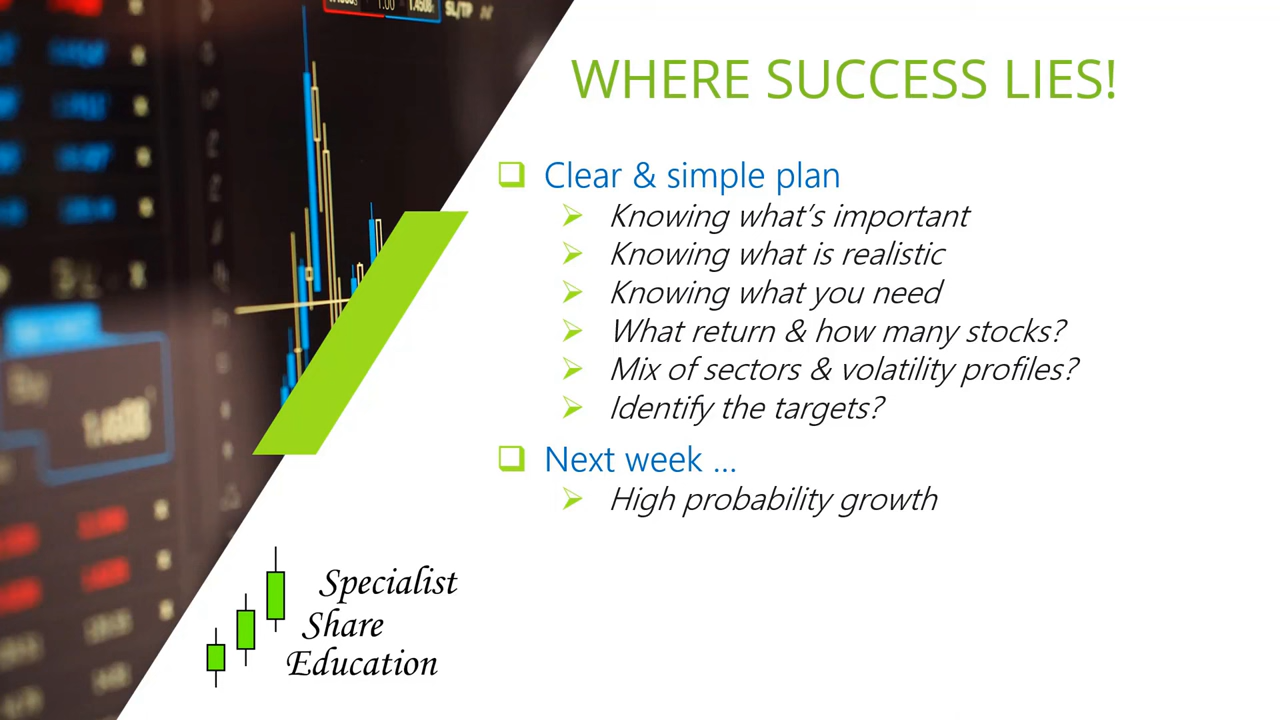 SL/TP
WHERE SUCCESS LIES!
Clear & simple plan
Knowing what's important
Knowing what is realistic
Knowing what you need
What return & how many stocks?
Mix of sectors & volatility profiles?
Identify the targets?
Next week ...
High probability growth
Specialist
Share
Education